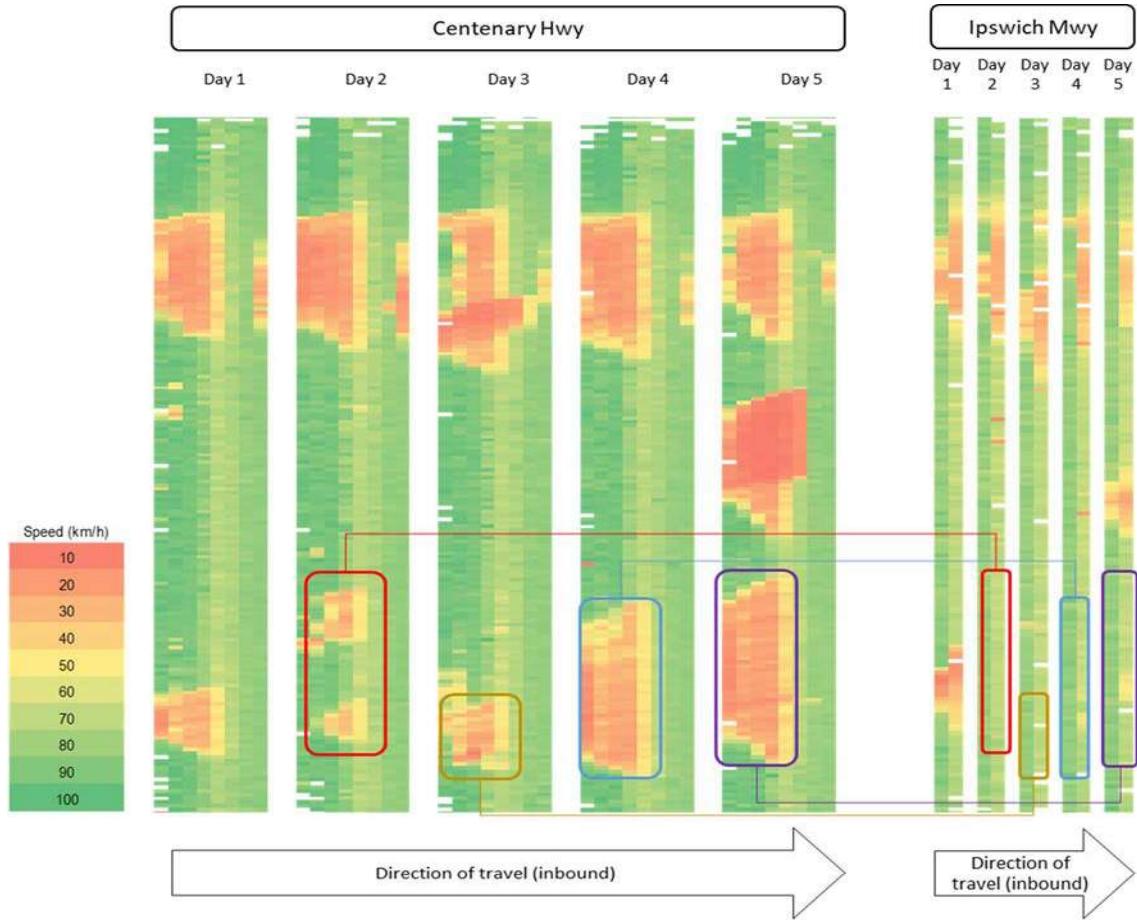 Centenary Hwy
Ipswich Mwy
Day 1
Day 2
Day 3
Day 4
Day 5
Day
1
Day
2
Day
3
Day
4
Day
5
Speed (km/h)
10
20
30
40
50
60
70
80
90
100
Direction of travel (inbound)
Direction of
travel (inbound)